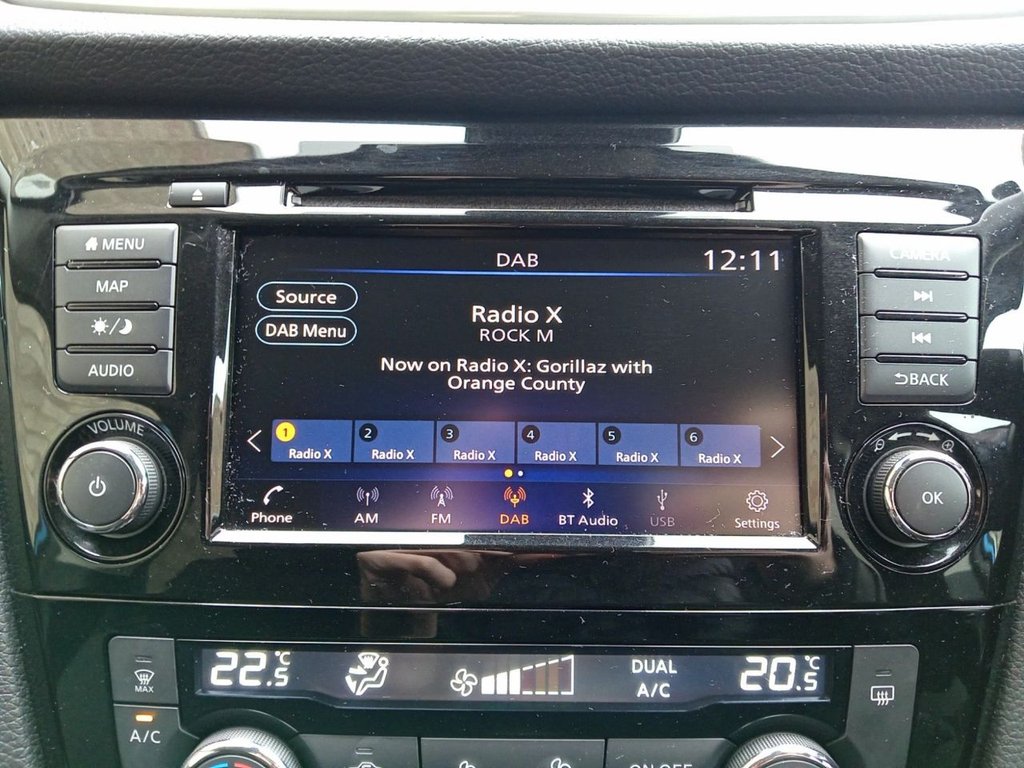 MENU
MAP
AUDIO
VOLUME
DAB
12:11
Source
DAB Menu
Radio X
ROCK M
Now on Radio X: Gorillaz with
Orange County
1 2 3 4 5 6
Radio X Radio X Radio X Radio X Radio X Radio X
Phone AM FM DAB BT Audio USB Settings
CAMERA
BACK
OK
22.5°C
DUAL
A/C
20.5°C
MAX
A/C
ON·OFF